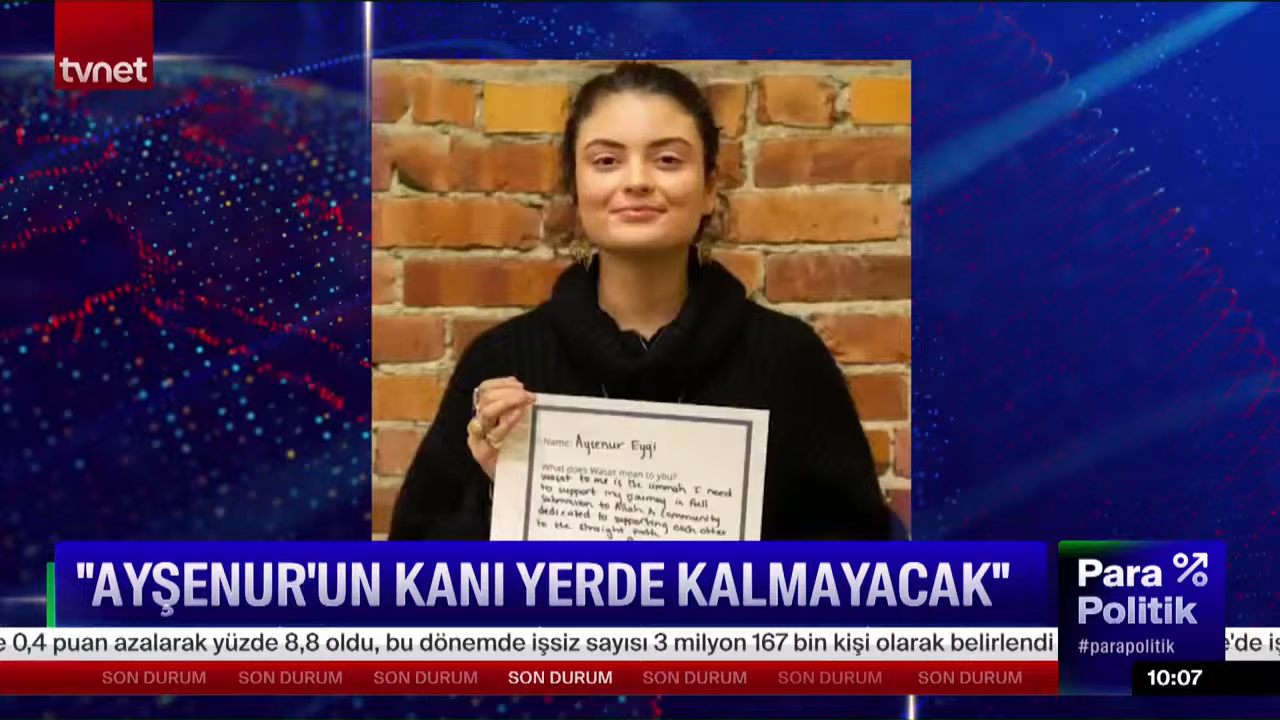 tvnet
Name: Ayşenur Eygi
What does Wasat mean to you?
Wasat to me is the ummah I need
to support my journey in full
submission to Allah. A community
dedicated to supporting each other
to the straight path
"AYŞENUR'UN KANI YERDE KALMAYACAK"
Para
Politik
#parapolitik
e 0,4 puan azalarak yüzde 8,8 oldu, bu dönemde işsiz sayısı 3 milyon 167 bin kişi olarak belirlendi
e'de iş
SON DURUM SON DURUM SON DURUM SON DURUM SON DURUM SON DURUM SON DURUM
10:07